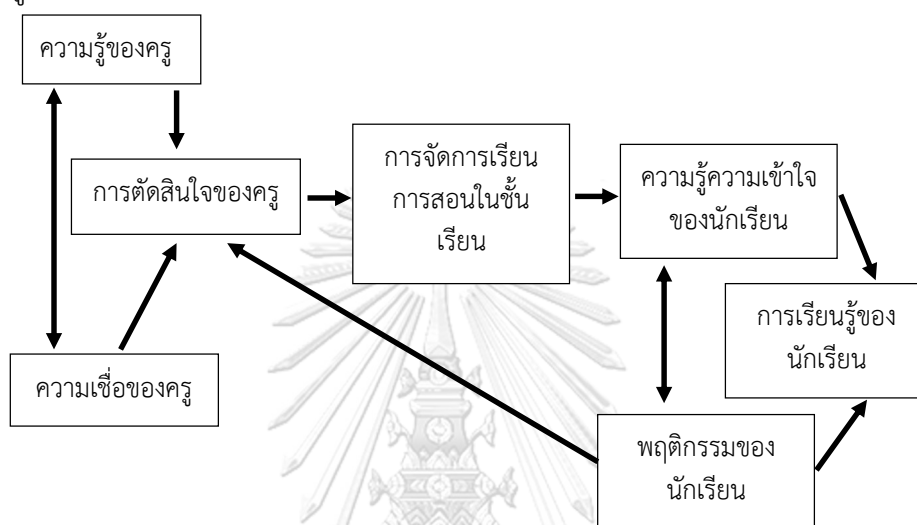 ความรู้ของครู
การตัดสินใจของครู
การจัดการเรียน
การสอนในชั้น
เรียน
ความรู้ความเข้าใจ
ของนักเรียน
การเรียนรู้ของ
นักเรียน
ความเชื่อของครู
พฤติกรรมของ
นักเรียน